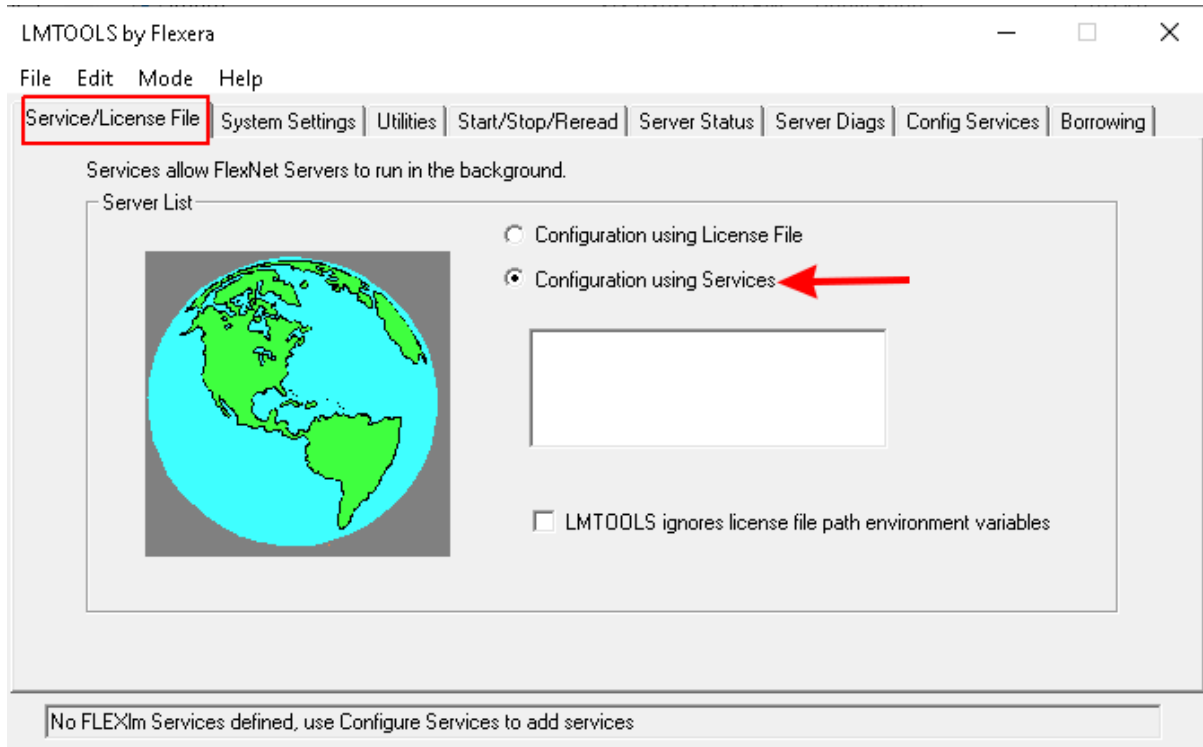 LMTOOLS by Flexera
File Edit Mode Help
Service/License File System Settings Utilities Start/Stop/Reread Server Status Server Diags Config Services Borrowing
Services allow FlexNet Servers to run in the background.
Server List
Configuration using License File
Configuration using Services
LMTOOLS ignores license file path environment variables
No FLEXlm Services defined, use Configure Services to add services